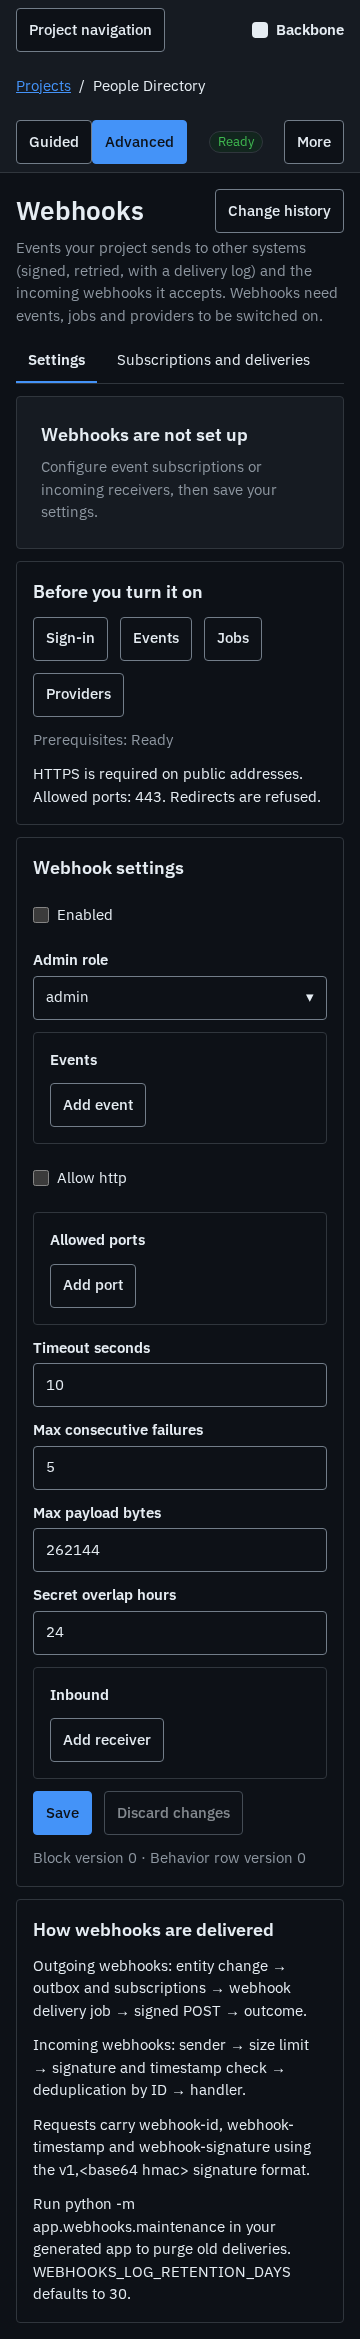 Project navigation
Backbone
Projects / People Directory
Guided
Advanced
Ready
More
Webhooks
Change history
Events your project sends to other systems
(signed, retried, with a delivery log) and the
incoming webhooks it accepts. Webhooks need
events, jobs and providers to be switched on.
Settings
Subscriptions and deliveries
Webhooks are not set up
Configure event subscriptions or
incoming receivers, then save your
settings.
Before you turn it on
Sign-in
Events
Jobs
Providers
Prerequisites: Ready
HTTPS is required on public addresses.
Allowed ports: 443. Redirects are refused.
Webhook settings
Enabled
Admin role
admin ▾
Events
Add event
Allow http
Allowed ports
Add port
Timeout seconds
10
Max consecutive failures
5
Max payload bytes
262144
Secret overlap hours
24
Inbound
Add receiver
Save
Discard changes
Block version 0 · Behavior row version 0
How webhooks are delivered
Outgoing webhooks: entity change →
outbox and subscriptions → webhook
delivery job → signed POST → outcome.
Incoming webhooks: sender → size limit
→ signature and timestamp check →
deduplication by ID → handler.
Requests carry webhook-id, webhook-
timestamp and webhook-signature using
the v1,<base64 hmac> signature format.
Run python -m
app.webhooks.maintenance in your
generated app to purge old deliveries.
WEBHOOKS_LOG_RETENTION_DAYS
defaults to 30.